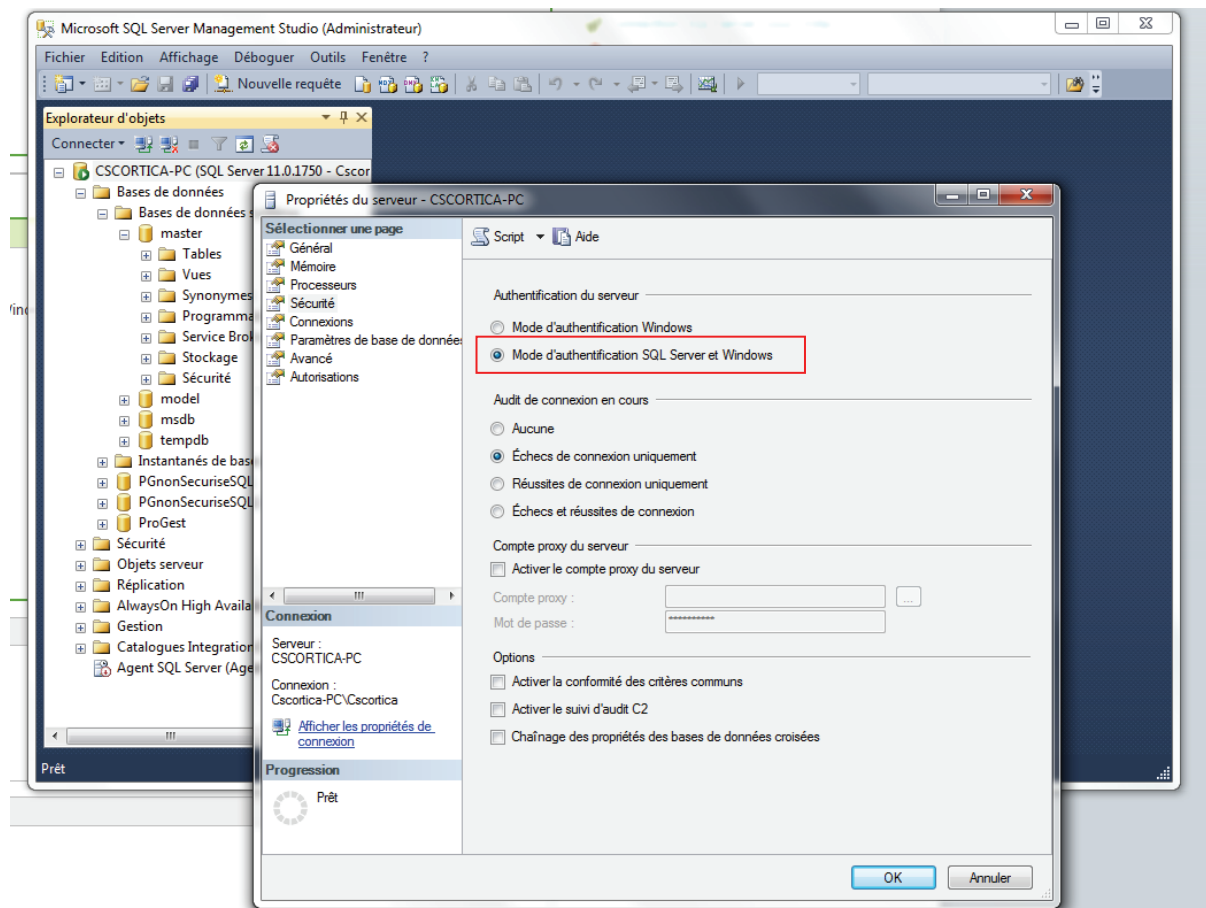 Microsoft SQL Server Management Studio (Administrateur)
Fichier Edition Affichage Déboguer Outils Fenêtre ?
Nouvelle requête
Explorateur d'objets
Connecter
CSCORTICA-PC (SQL Server 11.0.1750 - Cscor
Bases de données
Bases de données s
master
Tables
Vues
Synonymes
Programma
Service Brok
Stockage
Sécurité
model
msdb
tempdb
Instantanés de base
PGnonSecuriseSQL
PGnonSecuriseSQL
ProGest
Sécurité
Objets serveur
Réplication
AlwaysOn High Availa
Gestion
Catalogues Integration
Agent SQL Server (Age
Prêt
Propriétés du serveur - CSCORTICA-PC
Sélectionner une page
Général
Mémoire
Processeurs
Sécurité
Connexions
Paramètres de base de données
Avancé
Autorisations
Connexion
Serveur :
CSCORTICA-PC
Connexion :
Cscortica-PC\Cscortica
Afficher les propriétés de
connexion
Progression
Prêt
Script Aide
Authentification du serveur
Mode d'authentification Windows
Mode d'authentification SQL Server et Windows
Audit de connexion en cours
Aucune
Échecs de connexion uniquement
Réussites de connexion uniquement
Échecs et réussites de connexion
Compte proxy du serveur
Activer le compte proxy du serveur
Compte proxy :
...
Mot de passe : **********
Options
Activer la conformité des critères communs
Activer le suivi d'audit C2
Chaînage des propriétés des bases de données croisées
OK Annuler